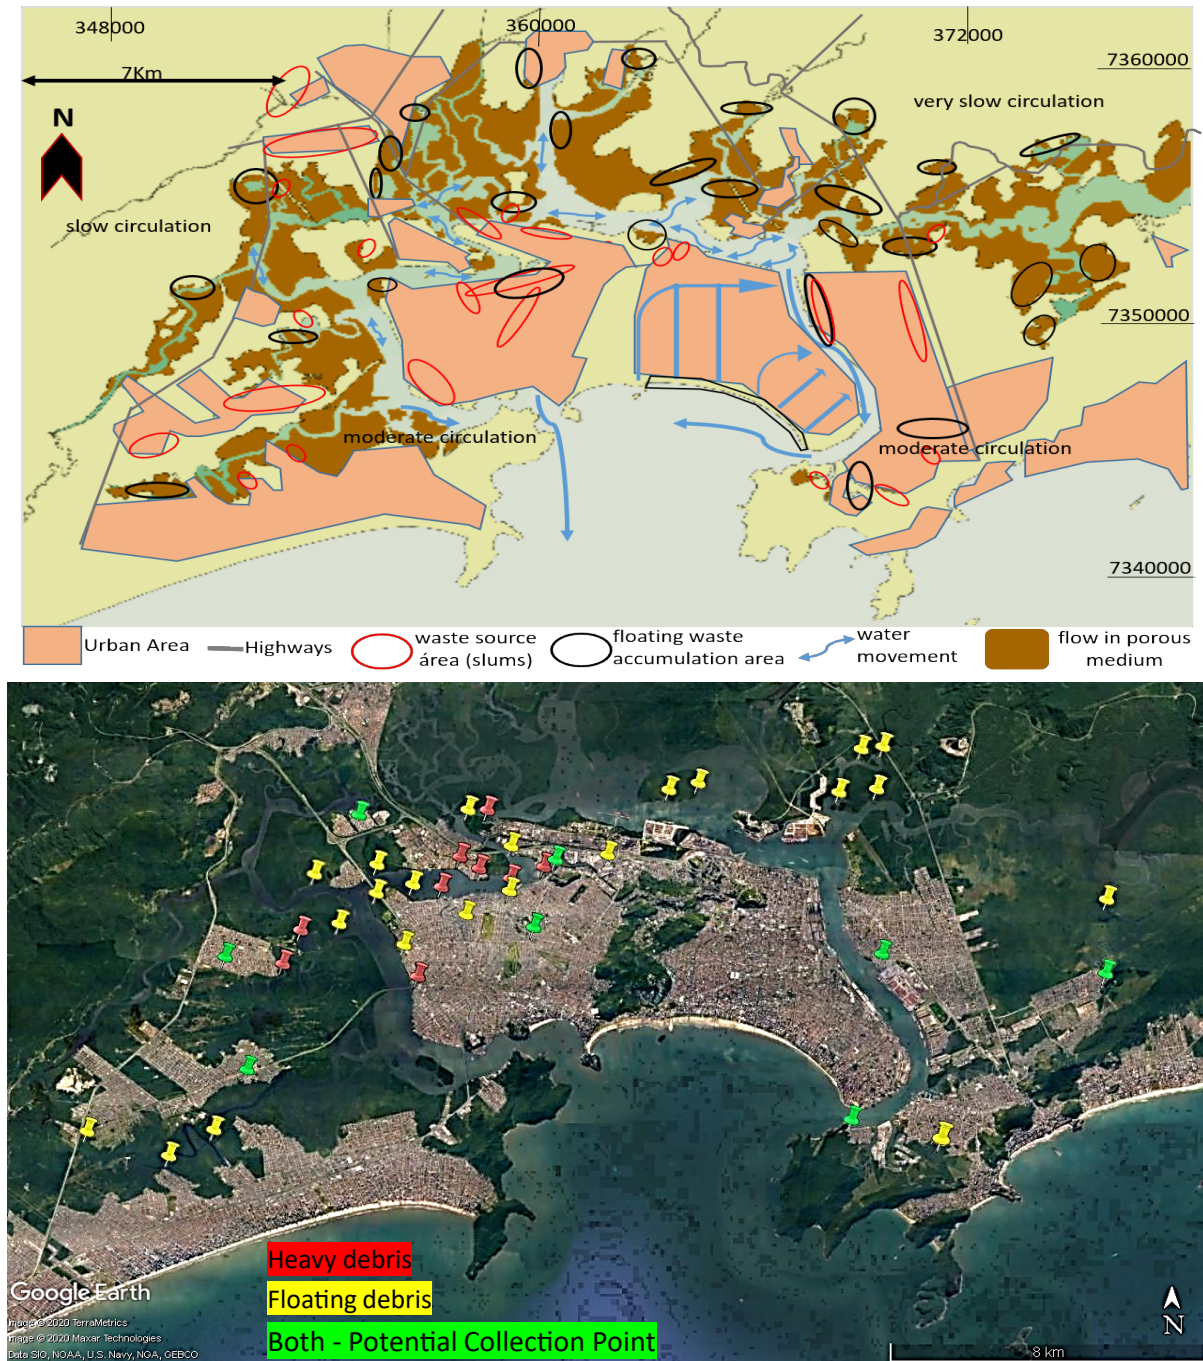 348000
360000
372000
7360000
7Km
very slow circulation
N
slow circulation
7350000
moderate circulation
moderate circulation
7340000
Urban Area
Highways
waste source
área (slums)
floating waste
accumulation area
water
movement
flow in porous
medium
Heavy debris
Floating debris
Both - Potential Collection Point
Google Earth
Image © 2020 TerraMetrics
Image © 2020 Maxar Technologies
Data SIO, NOAA, U.S. Navy, NGA, GEBCO
N
8 km